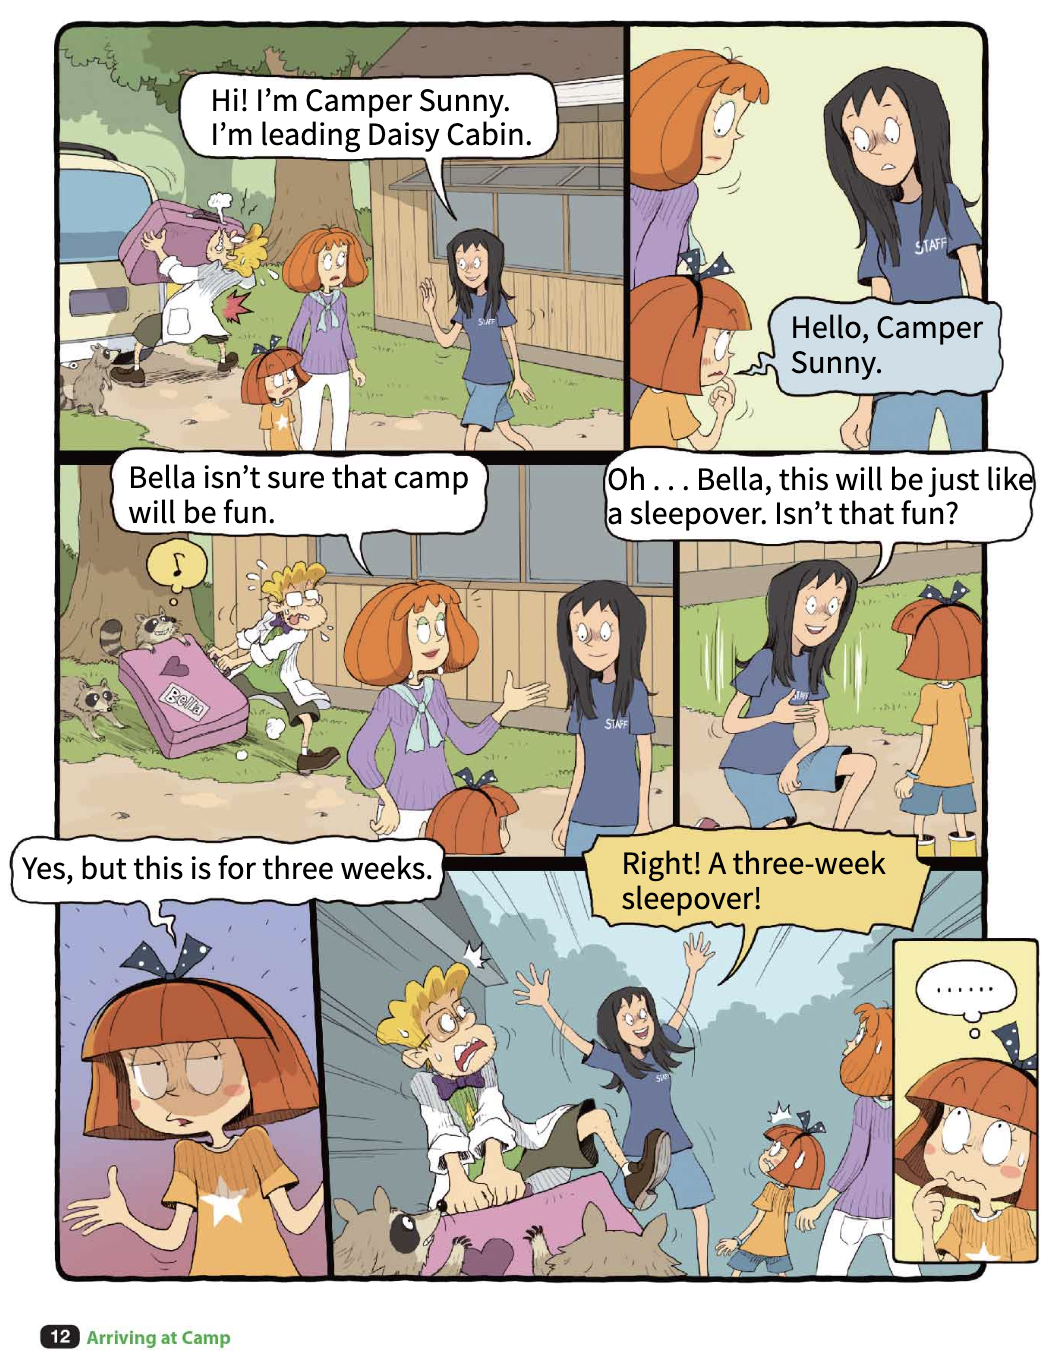 Hi! I'm Camper Sunny.
I'm leading Daisy Cabin.
STAFF
STAFF
Hello, Camper
Sunny.
Bella isn't sure that camp
will be fun.
Oh . . . Bella, this will be just like
a sleepover. Isn't that fun?
Bella
STAFF
STAFF
Yes, but this is for three weeks.
Right! A three-week
sleepover!
......
STAFF
12 Arriving at Camp